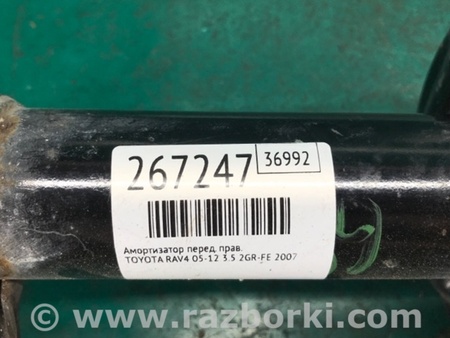 267247
36992
Амортизатор перед. прав.
TOYOTA RAV4 05-12 3.5 2GR-FE 2007
© www.razborki.com